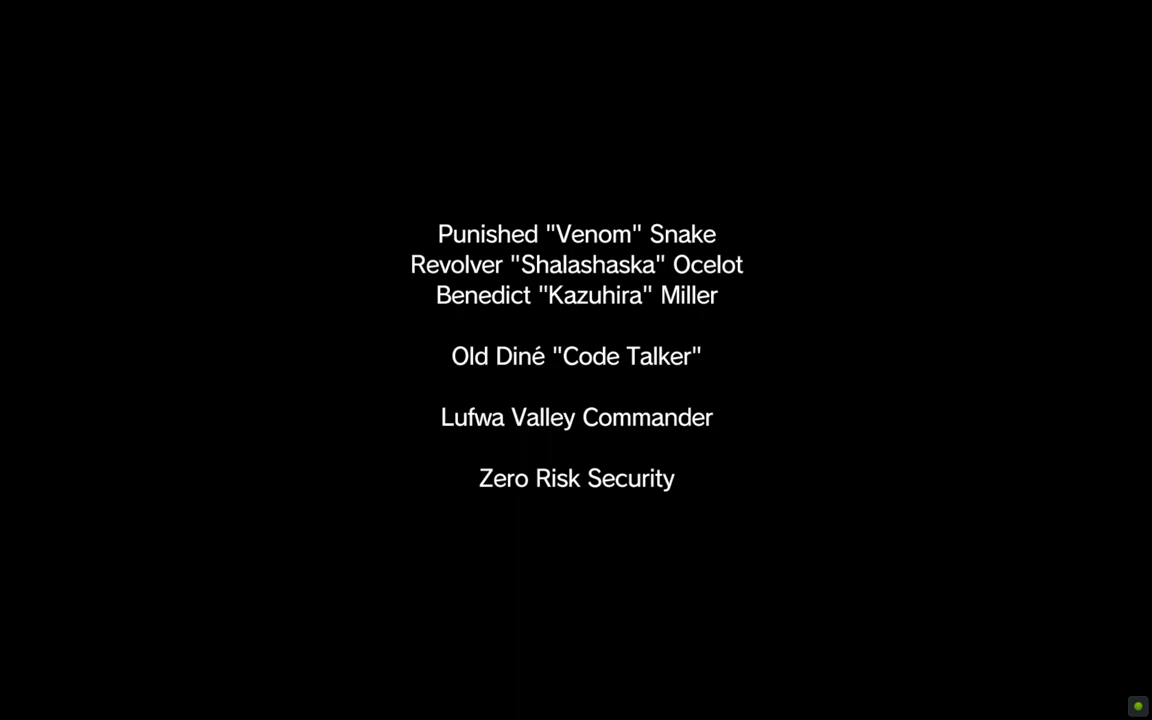 Punished "Venom" Snake
Revolver "Shalashaska" Ocelot
Benedict "Kazuhira" Miller
Old Diné "Code Talker"
Lufwa Valley Commander
Zero Risk Security